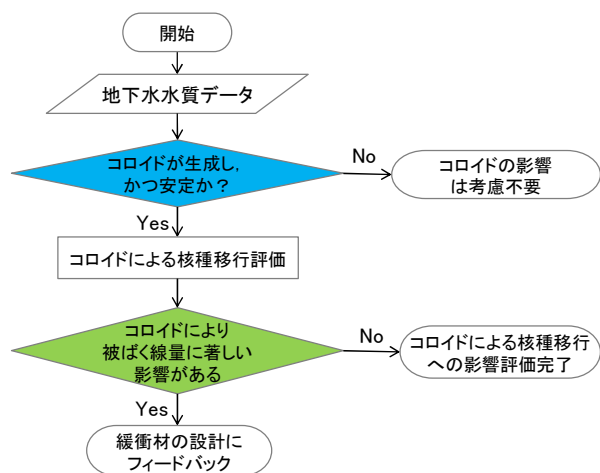 開始
地下水水質データ
コロイドが生成し,
かつ安定か？
No
コロイドの影響
は考慮不要
Yes
コロイドによる核種移行評価
コロイドにより
被ばく線量に著しい
影響がある
No
コロイドによる核種移行
への影響評価完了
Yes
緩衝材の設計に
フィードバック